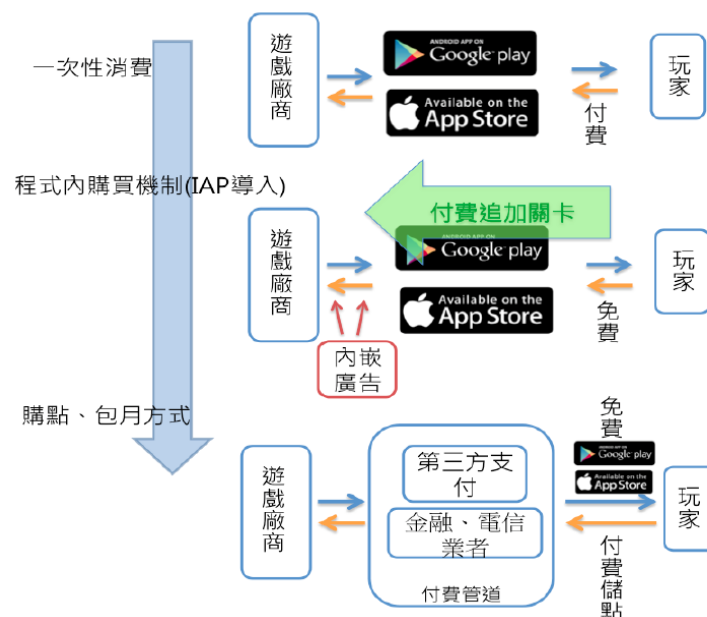 一次性消費
遊戲廠商
ANDROID APP ON
Google play
Available on the
App Store
付費
玩家
程式內購買機制(IAP導入)
付費追加關卡
遊戲廠商
ANDROID APP ON
Google play
Available on the
App Store
免費
玩家
內嵌
廣告
購點、包月方式
遊戲廠商
第三方支
付
金融、電信
業者
付費管道
免費
Google play
Available on the
App Store
付費儲點
玩家